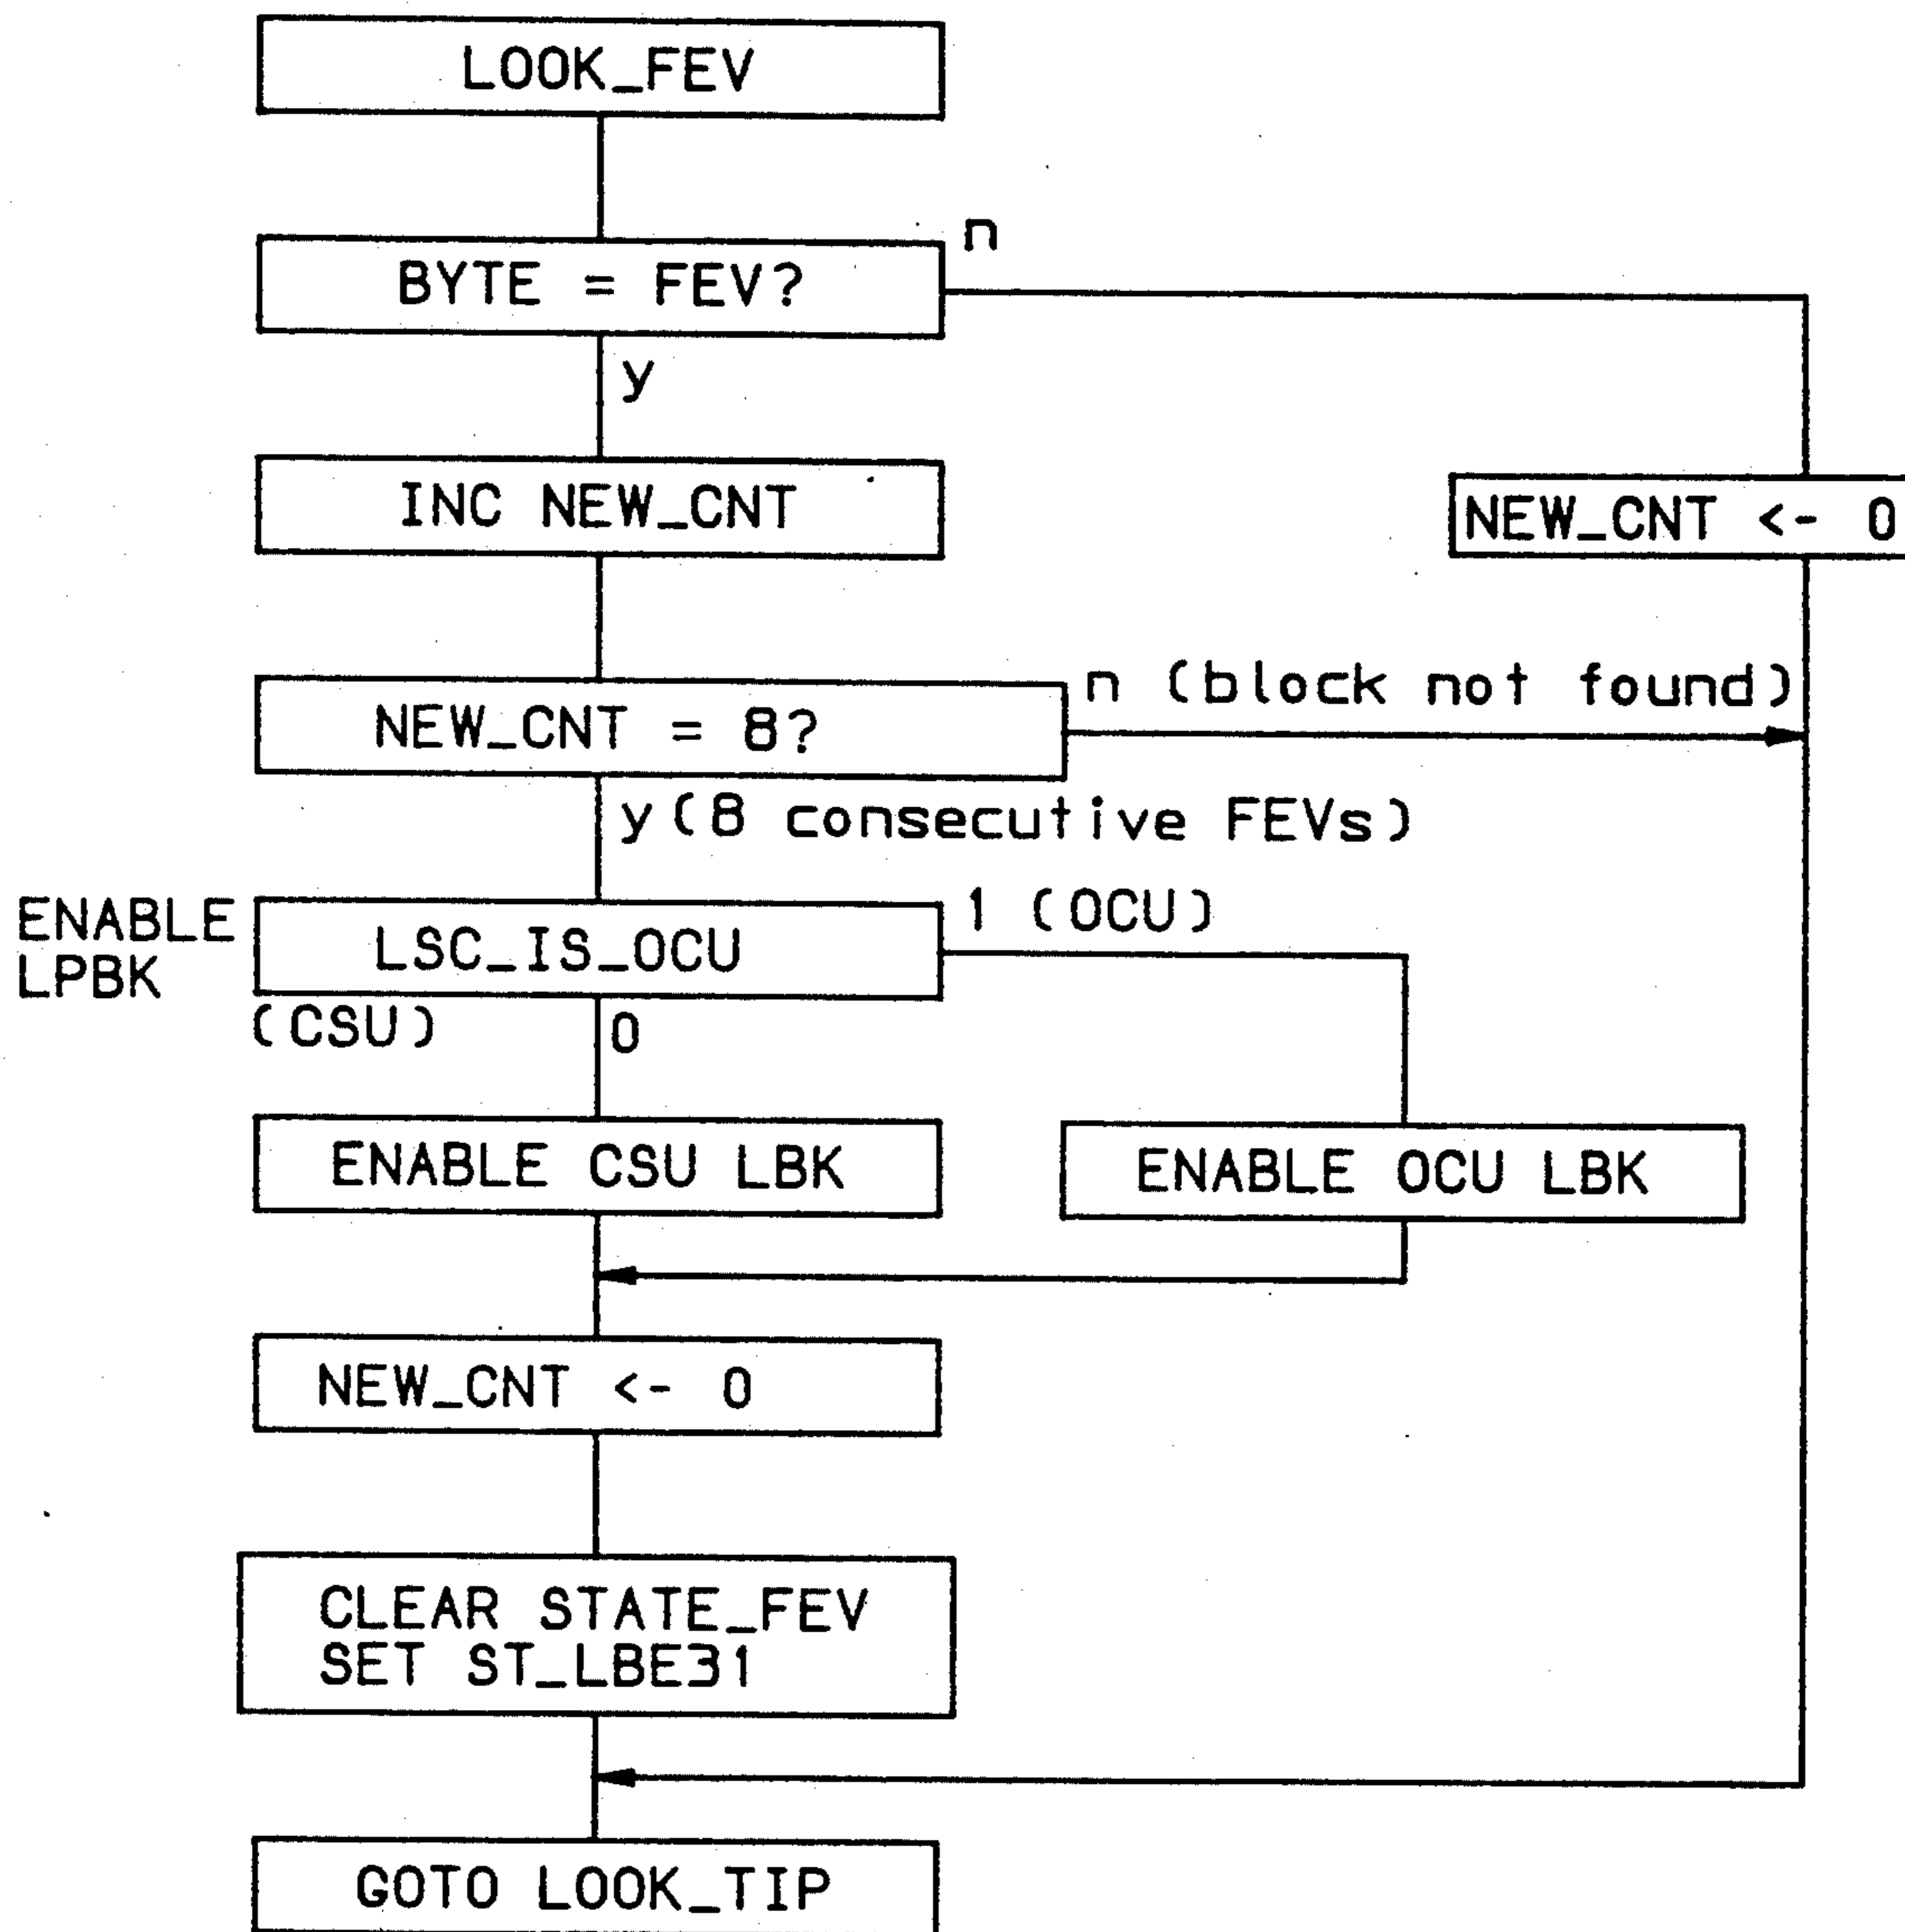 LOOK_FEV
n
BYTE = FEV?
y
INC NEW_CNT
NEW_CNT <- 0
n (block not found)
NEW_CNT = 8?
y(8 consecutive FEVs)
ENABLE
LPBK
LSC_IS_OCU
1 (OCU)
(CSU)
0
ENABLE CSU LBK
ENABLE OCU LBK
NEW_CNT <- 0
CLEAR STATE_FEV
SET ST_LBE31
GOTO LOOK_TIP